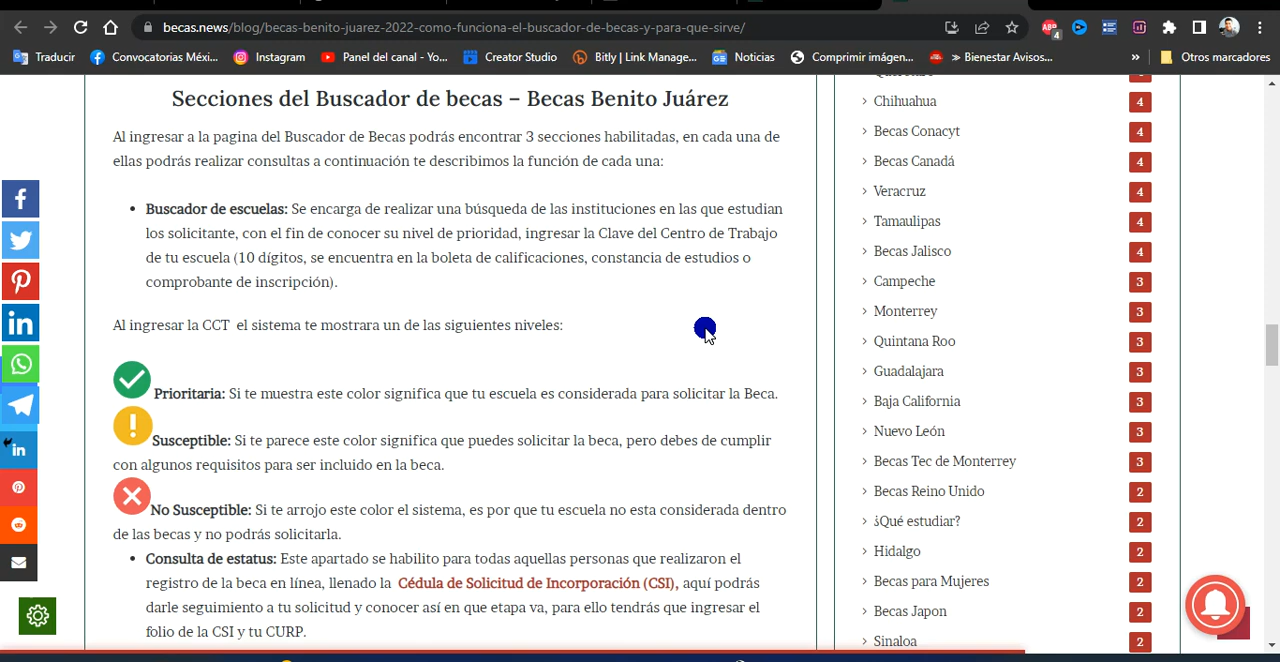 becas.news/blog/becas-benito-juarez-2022-como-funciona-el-buscador-de-becas-y-para-que-sirve/
4
Traducir
Convocatorias Méxi...
Instagram
Panel del canal - Yo...
Creator Studio
Bitly | Link Manage...
Noticias
Comprimir imágen...
» Bienestar Avisos...
»
Otros marcadores
Secciones del Buscador de becas – Becas Benito Juárez
Al ingresar a la pagina del Buscador de Becas podrás encontrar 3 secciones habilitadas, en cada una de
ellas podrás realizar consultas a continuación te describimos la función de cada una:
• Buscador de escuelas: Se encarga de realizar una búsqueda de las instituciones en las que estudian
los solicitante, con el fin de conocer su nivel de prioridad, ingresar la Clave del Centro de Trabajo
de tu escuela (10 dígitos, se encuentra en la boleta de calificaciones, constancia de estudios o
comprobante de inscripción).
Al ingresar la CCT el sistema te mostrara un de las siguientes niveles:
Prioritaria: Si te muestra este color significa que tu escuela es considerada para solicitar la Beca.
Susceptible: Si te parece este color significa que puedes solicitar la beca, pero debes de cumplir
con algunos requisitos para ser incluido en la beca.
No Susceptible: Si te arrojo este color el sistema, es por que tu escuela no esta considerada dentro
de las becas y no podrás solicitarla.
• Consulta de estatus: Este apartado se habilito para todas aquellas personas que realizaron el
registro de la beca en línea, llenado la Cédula de Solicitud de Incorporación (CSI), aquí podrás
darle seguimiento a tu solicitud y conocer así en que etapa va, para ello tendrás que ingresar el
folio de la CSI y tu CURP.
Chihuahua 4
Becas Conacyt 4
Becas Canadá 4
Veracruz 4
Tamaulipas 4
Becas Jalisco 4
Campeche 3
Monterrey 3
Quintana Roo 3
Guadalajara 3
Baja California 3
Nuevo León 3
Becas Tec de Monterrey 3
Becas Reino Unido 2
¿Qué estudiar? 2
Hidalgo 2
Becas para Mujeres 2
Becas Japon 2
Sinaloa 2